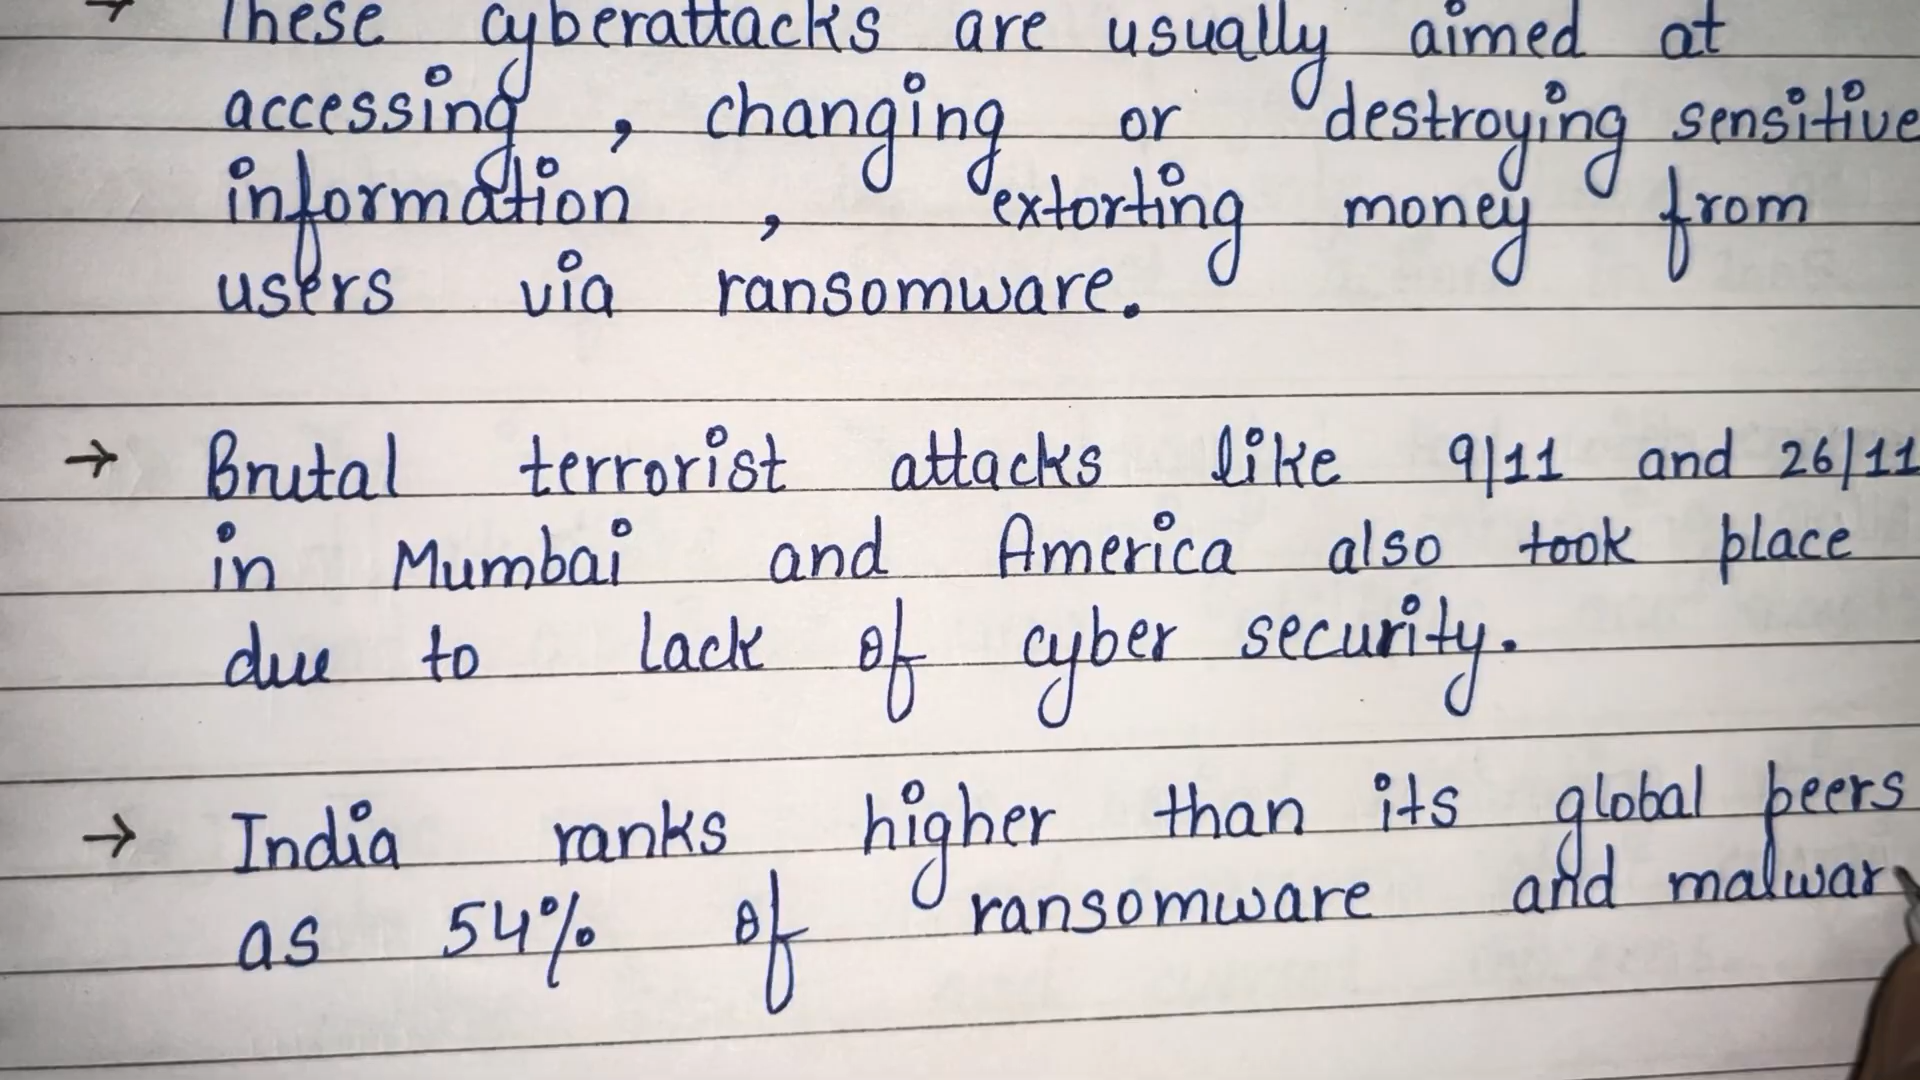 → These cyberattacks are usually aimed at
accessing, changing or destroying sensitive
information, extorting money from
users via ransomware.
→ Brutal terrorist attacks like 9/11 and 26/11
in Mumbai and America also took place
due to lack of cyber security.
→ India ranks higher than its global peers
as 54% of ransomware and malwar